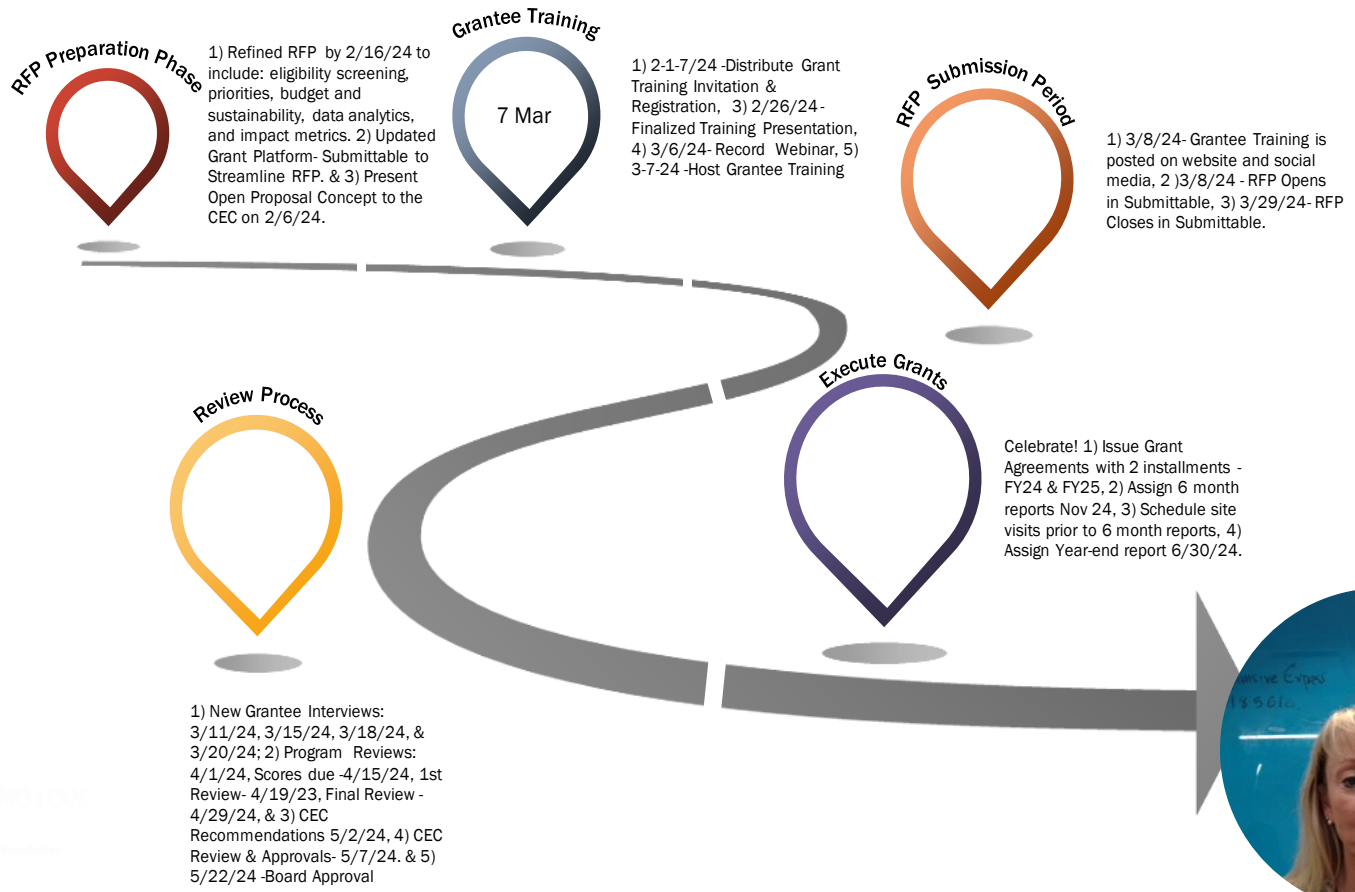 RFP Preparation Phase
1) Refined RFP by 2/16/24 to
include: eligibility screening,
priorities, budget and
sustainability, data analytics,
and impact metrics. 2) Updated
Grant Platform- Submittable to
Streamline RFP. & 3) Present
Open Proposal Concept to the
CEC on 2/6/24.
Grantee Training
7 Mar
1) 2-1-7/24 -Distribute Grant
Training Invitation &
Registration, 3) 2/26/24-
Finalized Training Presentation,
4) 3/6/24- Record Webinar, 5)
3-7-24 -Host Grantee Training
RFP Submission Period
1) 3/8/24- Grantee Training is
posted on website and social
media, 2 )3/8/24 - RFP Opens
in Submittable, 3) 3/29/24- RFP
Closes in Submittable.
Review Process
1) New Grantee Interviews:
3/11/24, 3/15/24, 3/18/24, &
3/20/24; 2) Program Reviews:
4/1/24, Scores due -4/15/24, 1st
Review- 4/19/23, Final Review -
4/29/24, & 3) CEC
Recommendations 5/2/24, 4) CEC
Review & Approvals- 5/7/24. & 5)
5/22/24 -Board Approval
Execute Grants
Celebrate! 1) Issue Grant
Agreements with 2 installments -
FY24 & FY25, 2) Assign 6 month
reports Nov 24, 3) Schedule site
visits prior to 6 month reports, 4)
Assign Year-end report 6/30/24.